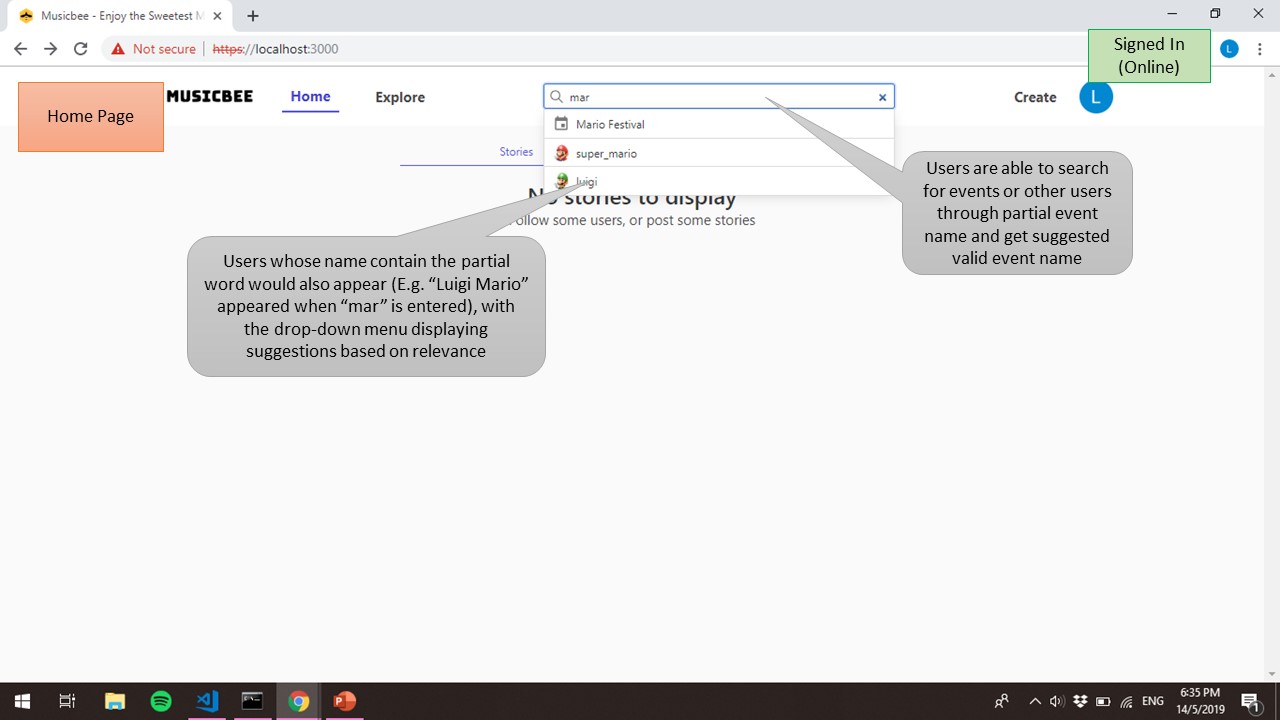 Musicbee - Enjoy the Sweetest M
Not secure
https://localhost:3000
L
Signed In
(Online)
Home Page
MUSICBEE
Home
Explore
mar
Create
L
Mario Festival
super_mario
luigi
Stories
No stories to display
ollow some users, or post some stories
Users are able to search
for events or other users
through partial event
name and get suggested
valid event name
Users whose name contain the partial
word would also appear (E.g. “Luigi Mario”
appeared when “mar” is entered), with
the drop-down menu displaying
suggestions based on relevance
ENG
6:35 PM
14/5/2019
1